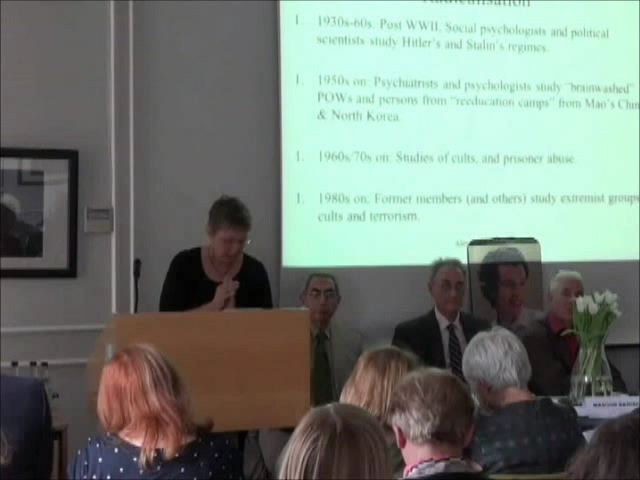 Radicalisation
1. 1930s-60s. Post WWII, Social psychologists and political
scientists study Hitler's and Stalin's regimes.
1. 1950s on: Psychiatrists and psychologists study "brainwashed"
POWs and persons from "reeducation camps" from Mao's Chin
& North Korea.
1. 1960s/70s on: Studies of cults, and prisoner abuse.
1. 1980s on: Former members (and others) study extremist groups
cults and terrorism.